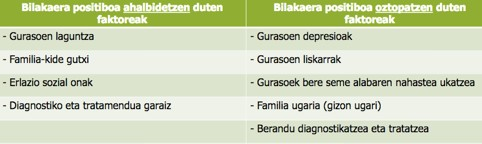 Bilakaera positiboa ahalbidetzen duten
faktoreak
Bilakaera positiboa oztopatzen duten
faktoreak
- Gurasoen laguntza
- Gurasoen depresioak
- Familia-kide gutxi
- Gurasoen liskarrak
- Erlazio sozial onak
- Gurasoek bere seme alabaren nahastea ukatzea
- Diagnostiko eta tratamendua garaiz
- Familia ugaria (gizon ugari)
- Berandu diagnostikatzea eta tratatzea